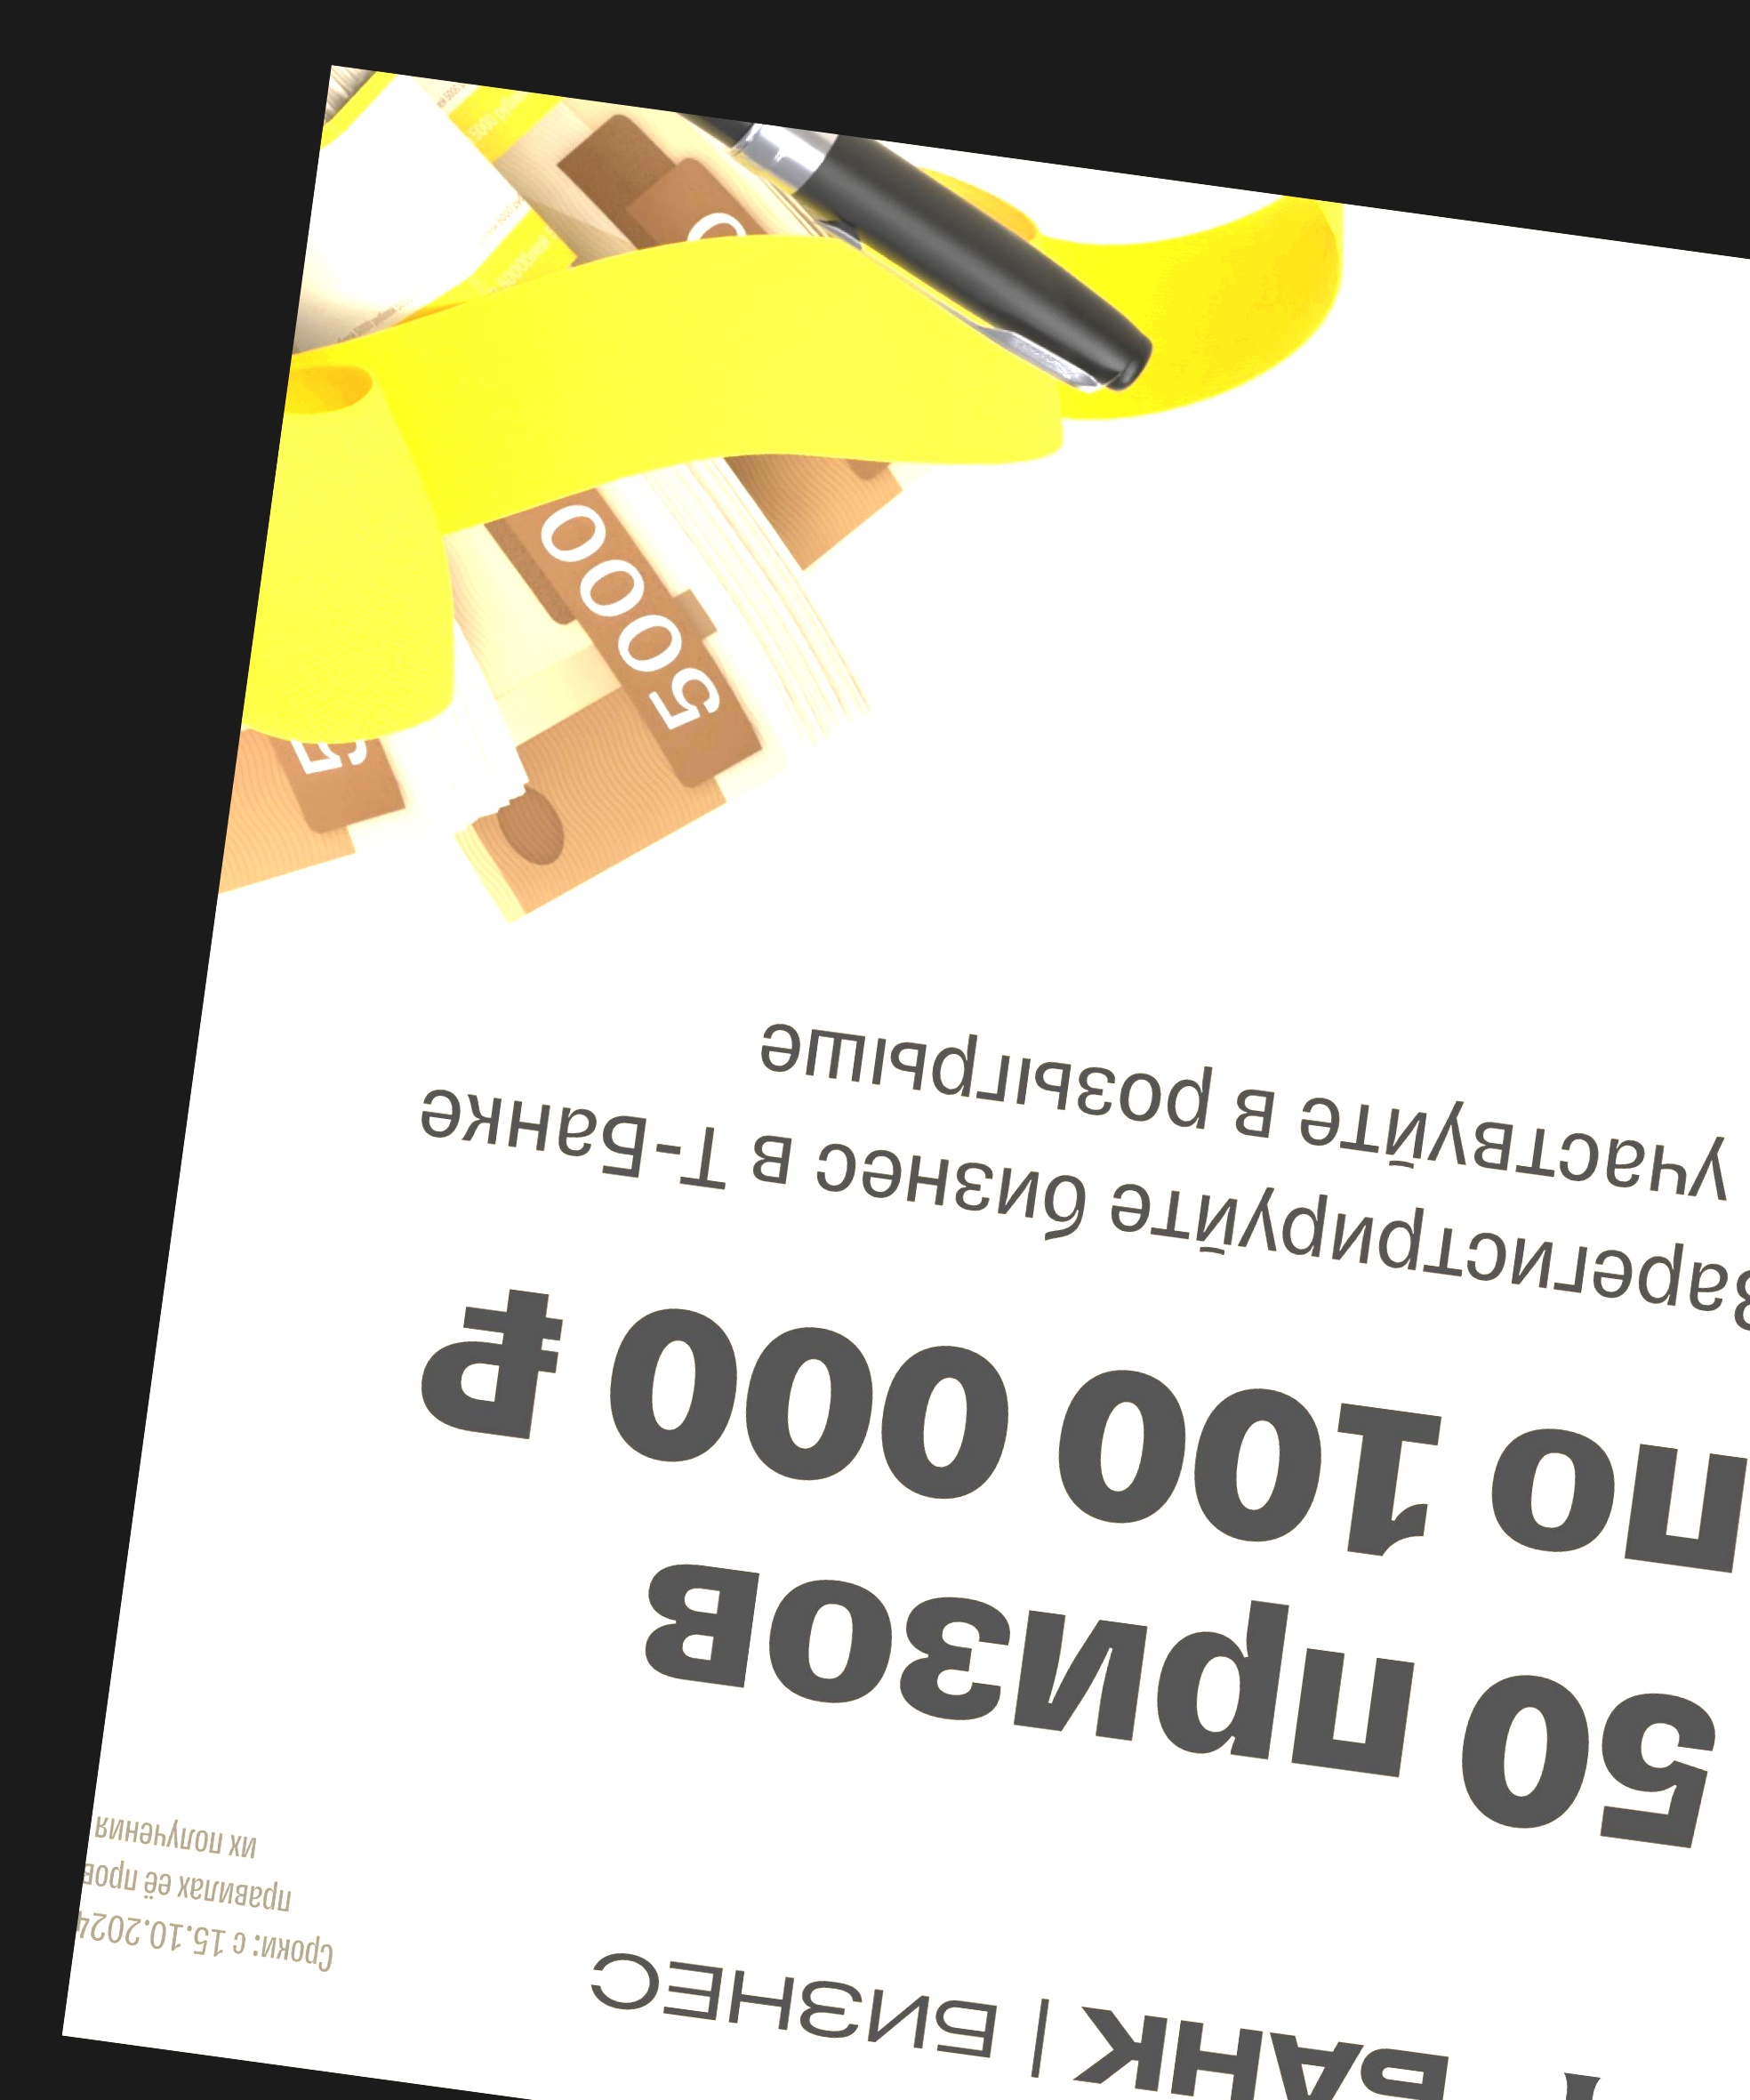 БАНК | БИЗНЕС
Сроки: с 15.10.2024
правилах её пров
их получения
50 призов
по 100 000 ₽
зарегистрируйте бизнес в Т-Банке
участвуйте в розыгрыше
5000
5